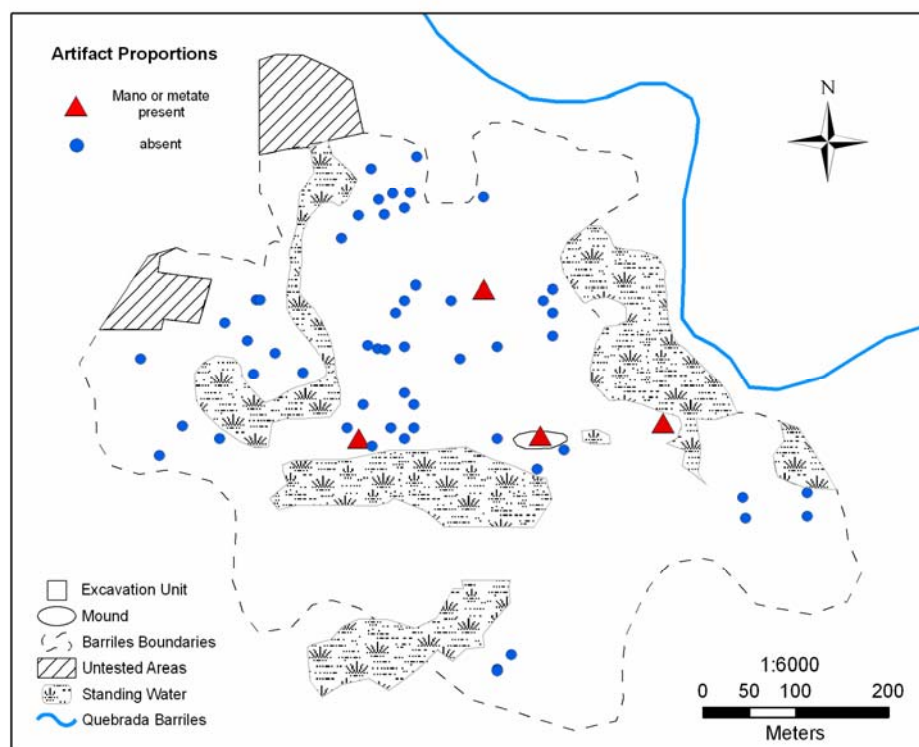 Artifact Proportions
Mano or metate
present
absent
N
Excavation Unit
Mound
Barriles Boundaries
Untested Areas
Standing Water
Quebrada Barriles
1:6000
0 50 100 200
Meters